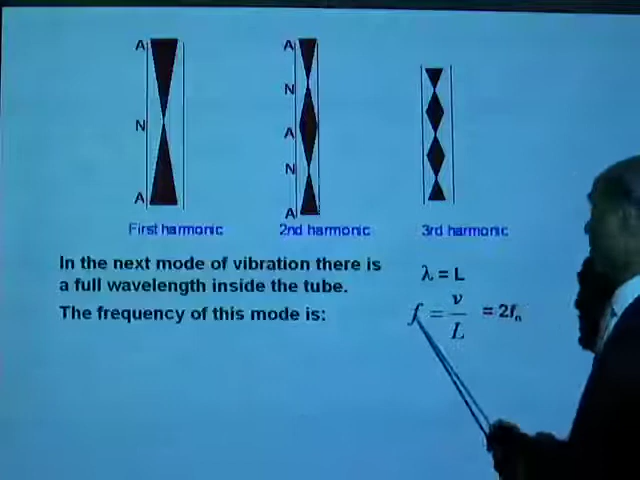 A A
N
N A
N
A A
First harmonic 2nd harmonic 3rd harmonic
In the next mode of vibration there is
a full wavelength inside the tube.
λ = L
The frequency of this mode is:
f = v/L = 2fₙ